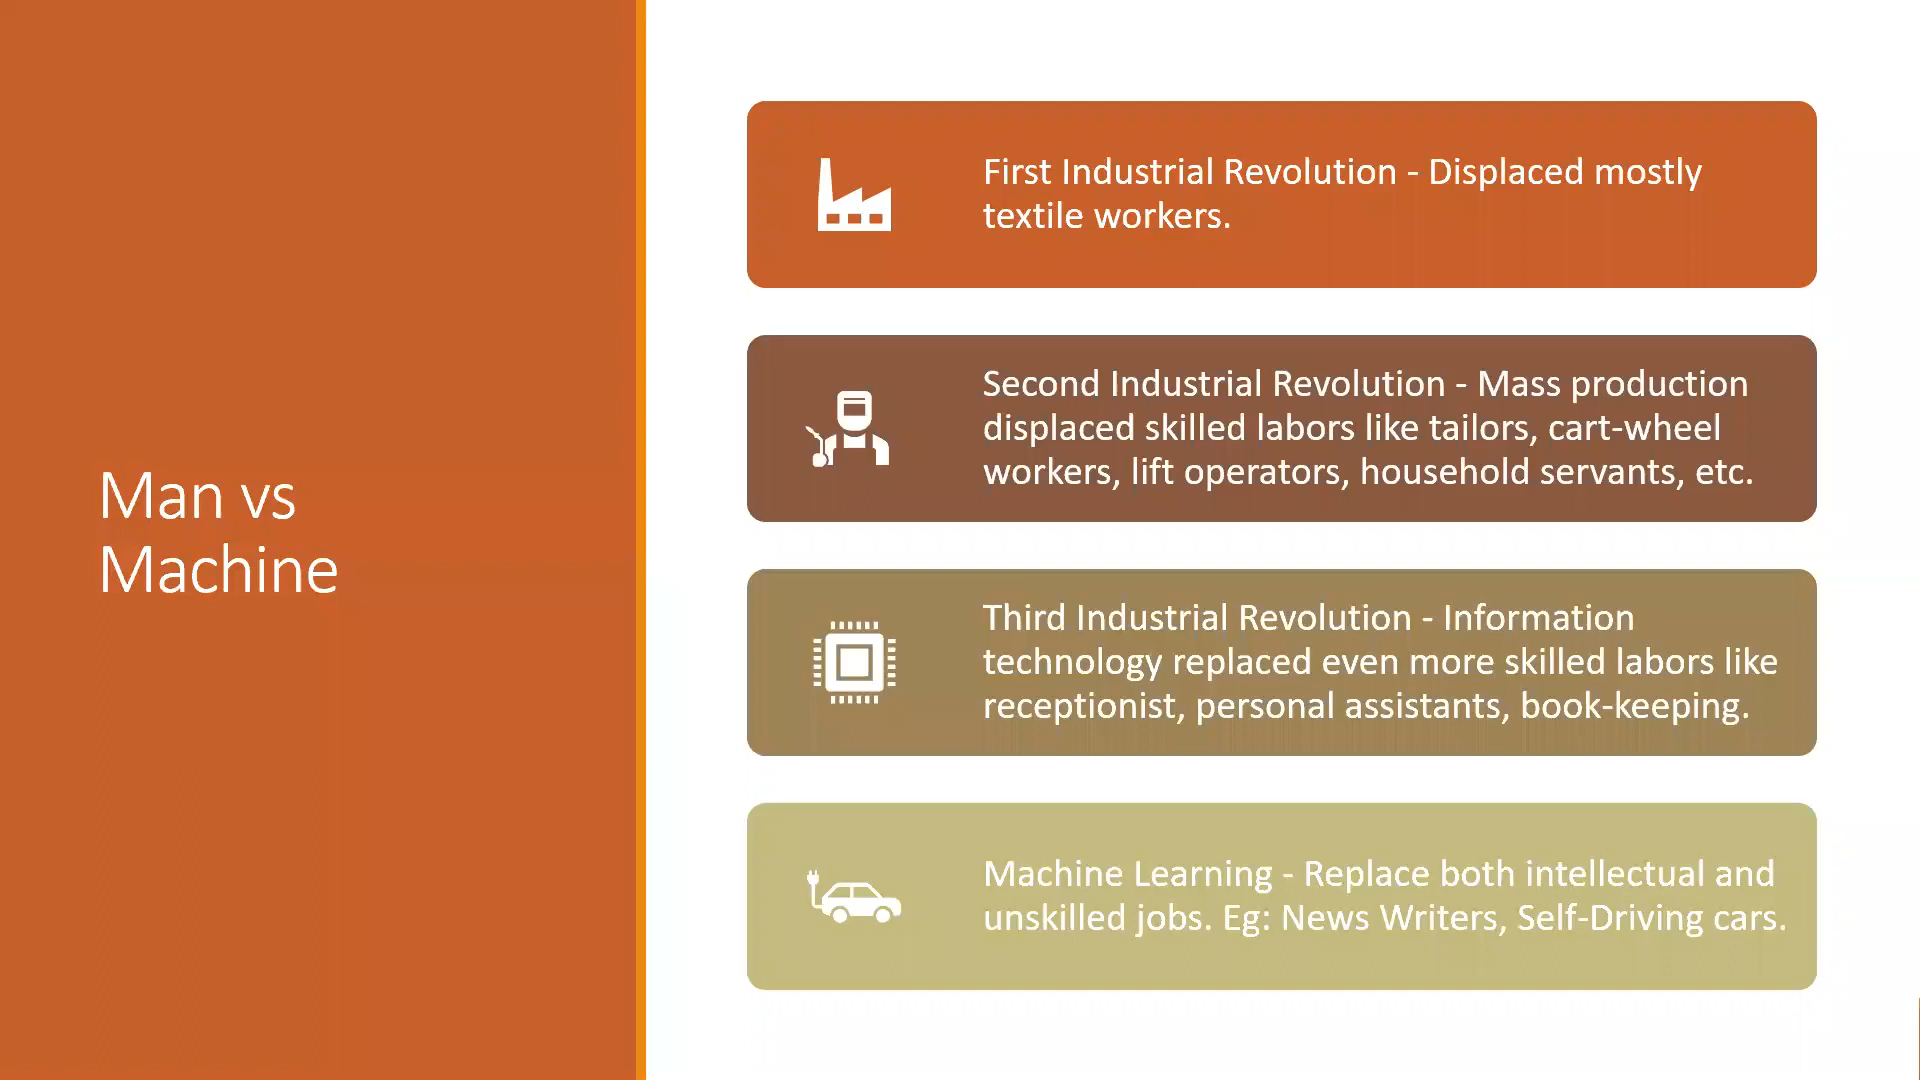 Man vs
Machine
First Industrial Revolution - Displaced mostly
textile workers.
Second Industrial Revolution - Mass production
displaced skilled labors like tailors, cart-wheel
workers, lift operators, household servants, etc.
Third Industrial Revolution - Information
technology replaced even more skilled labors like
receptionist, personal assistants, book-keeping.
Machine Learning - Replace both intellectual and
unskilled jobs. Eg: News Writers, Self-Driving cars.